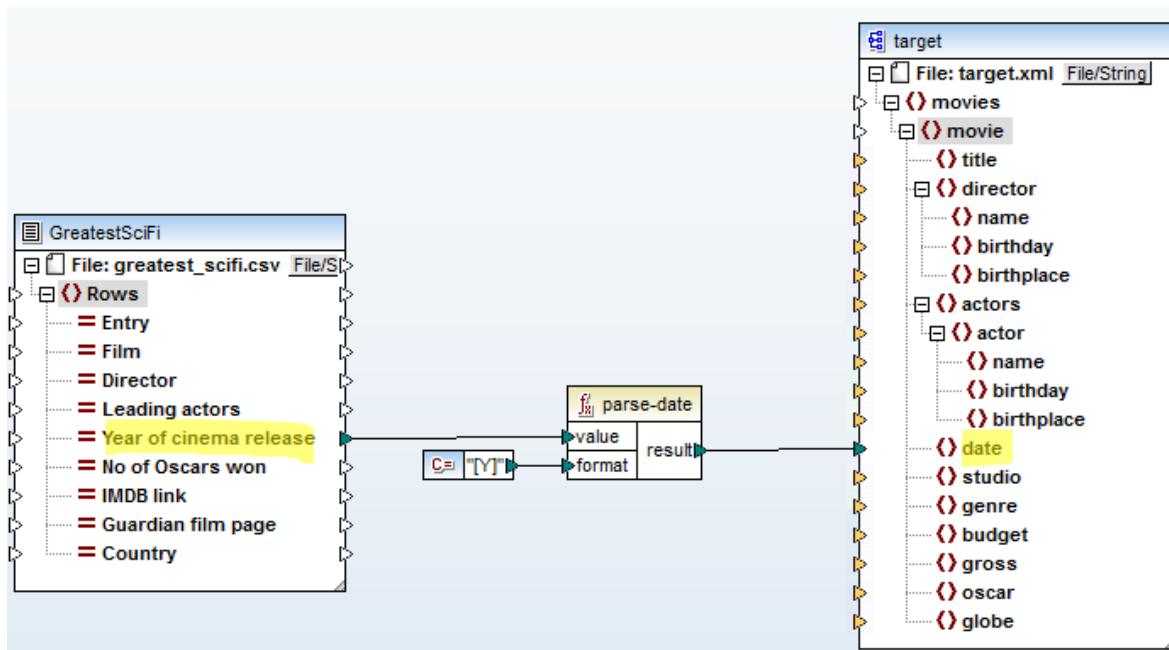 GreatestSciFi
File: greatest_scifi.csv File/S
Rows
Entry
Film
Director
Leading actors
Year of cinema release
No of Oscars won
IMDB link
Guardian film page
Country
parse-date
value
format
result
C= "[Y]"
target
File: target.xml File/String
movies
movie
title
director
name
birthday
birthplace
actors
actor
name
birthday
birthplace
date
studio
genre
budget
gross
oscar
globe